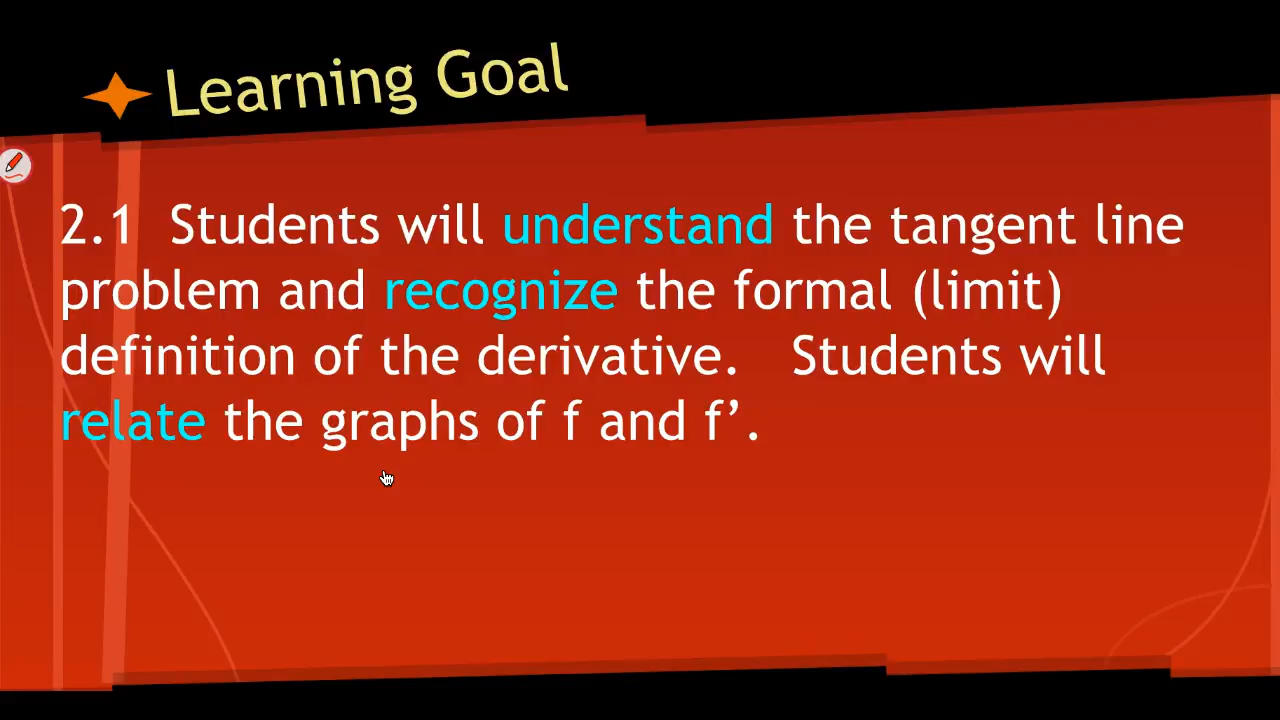 Learning Goal
2.1 Students will understand the tangent line
problem and recognize the formal (limit)
definition of the derivative. Students will
relate the graphs of f and f’.